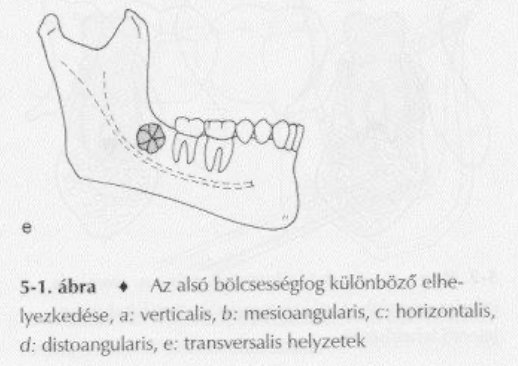 e
5-1. ábra ♦ Az alsó bölcsességfog különböző elhe-
lyezkedése, a: verticalis, b: mesioangularis, c: horizontalis,
d: distoangularis, e: transversalis helyzetek